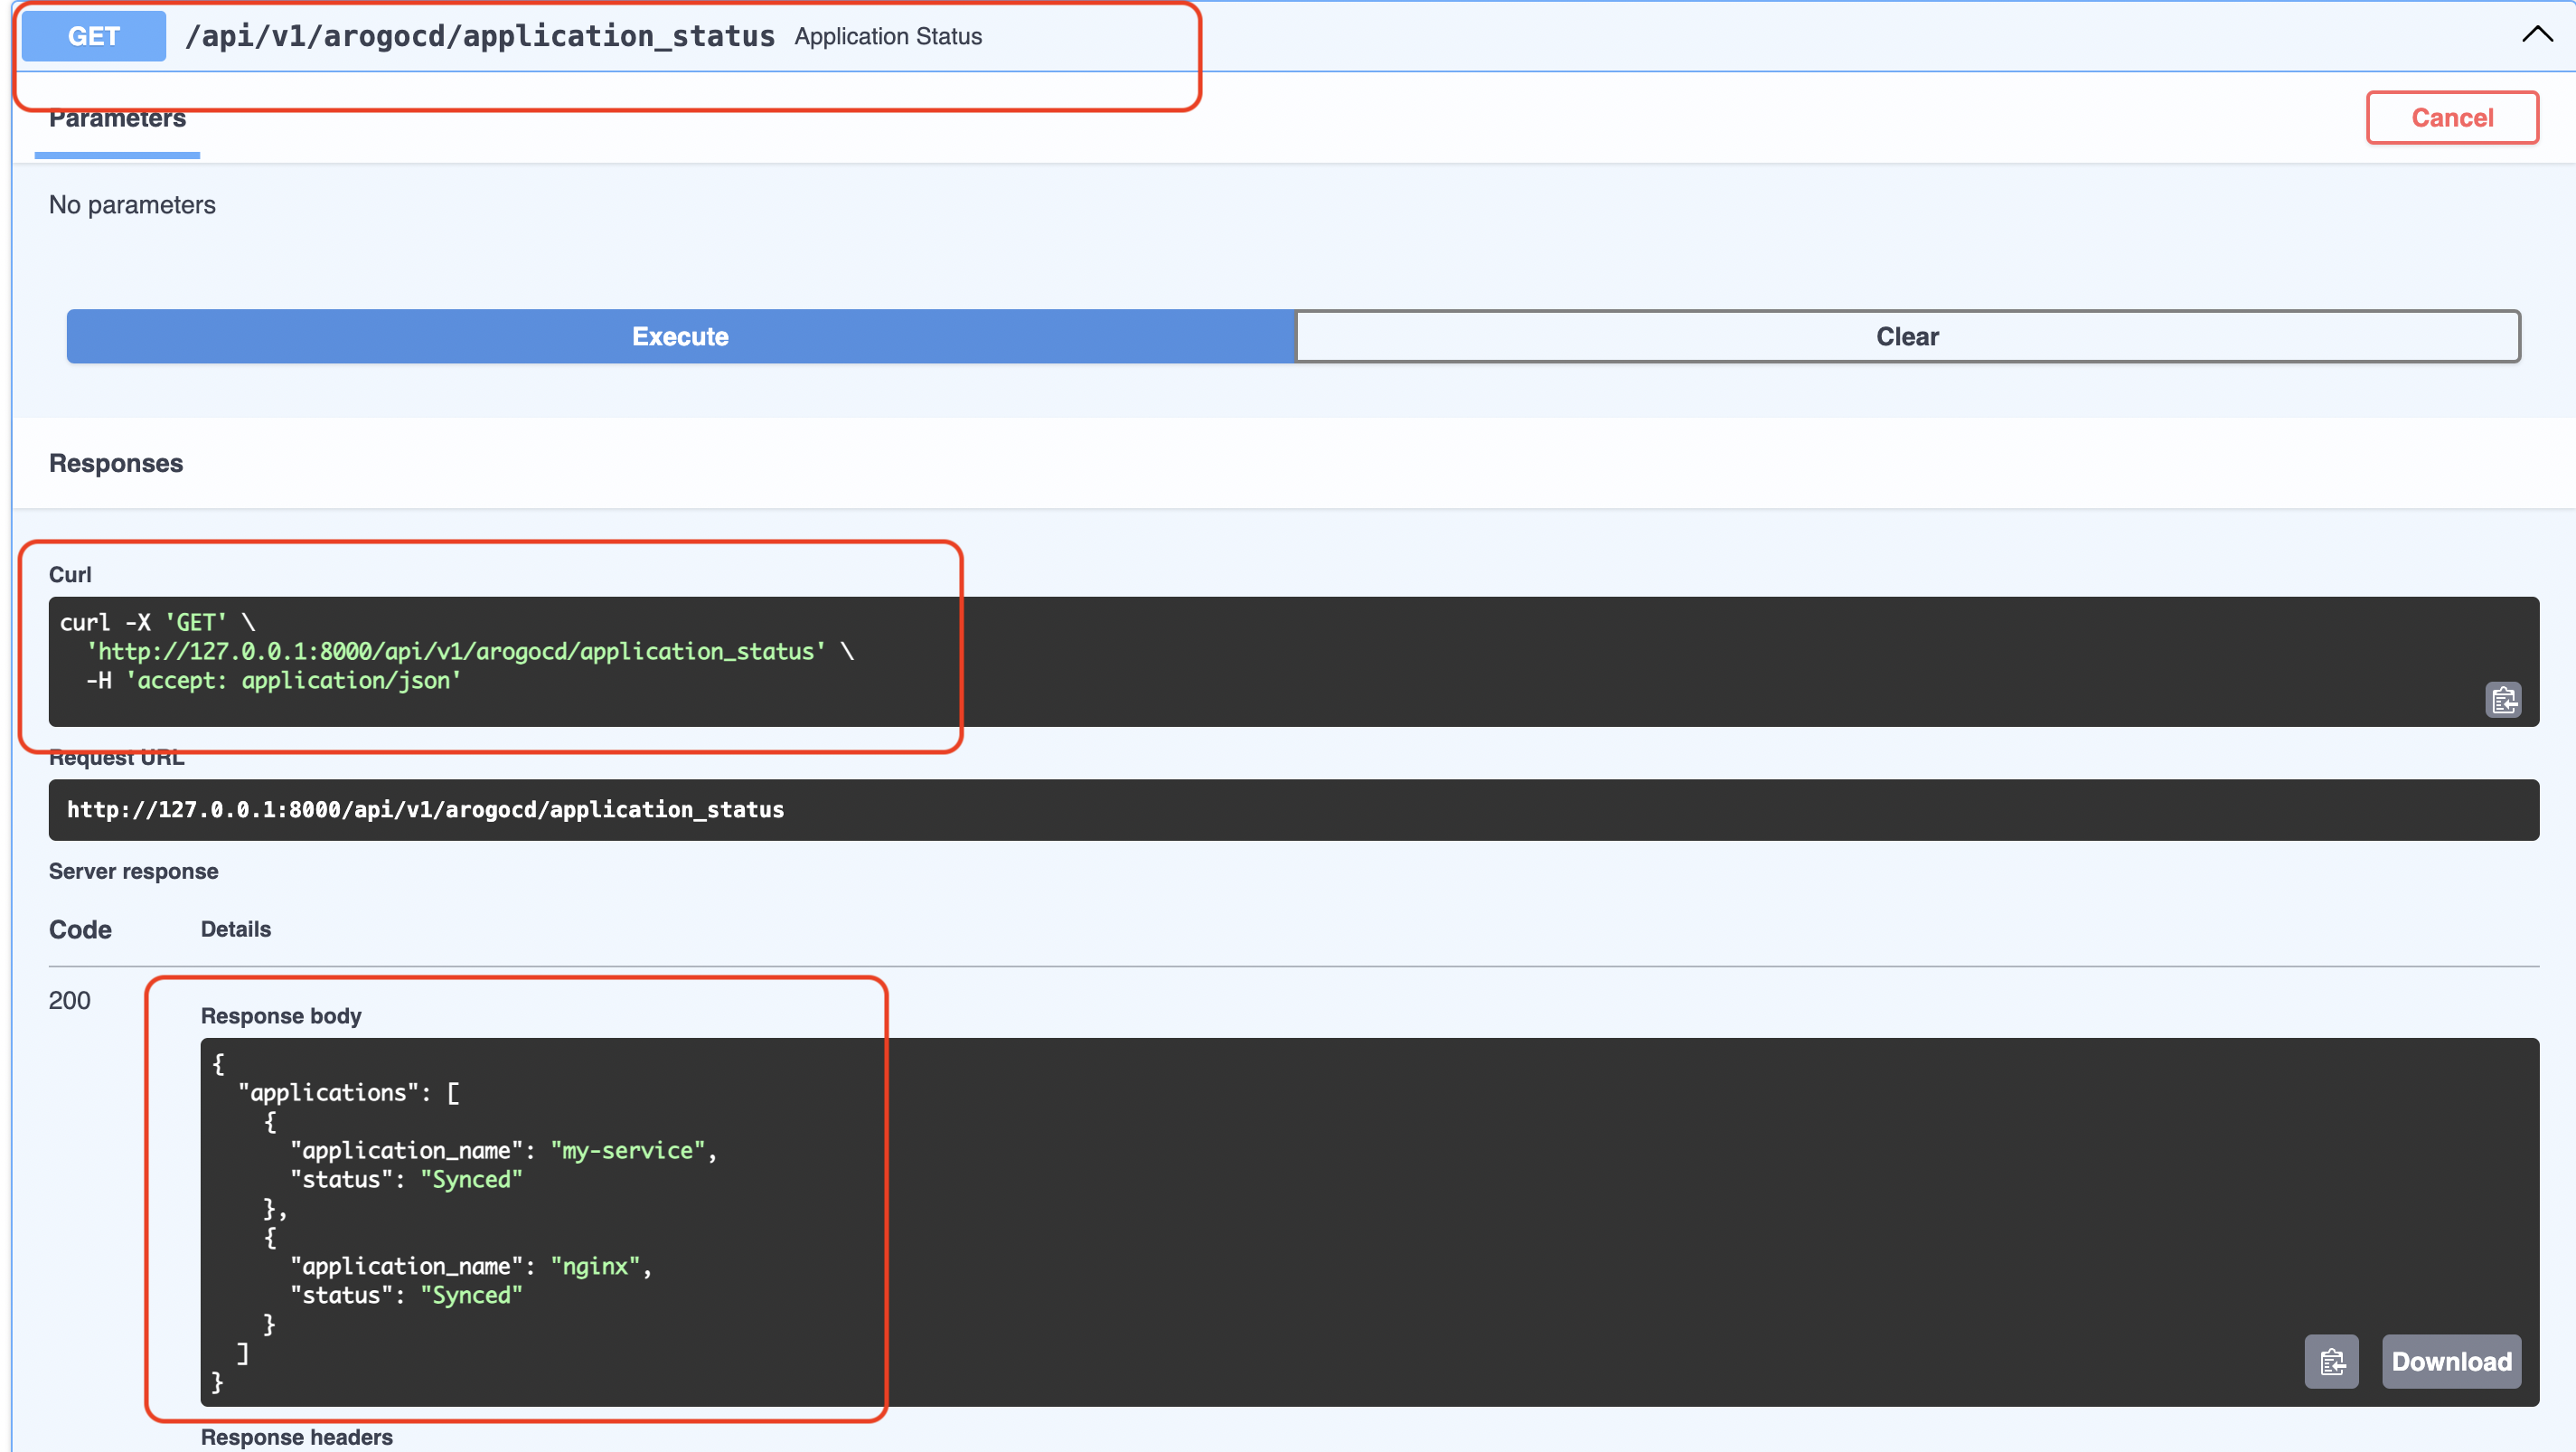 GET /api/v1/arogocd/application_status Application Status
Parameters
Cancel
No parameters
Execute
Clear
Responses
Curl
curl -X 'GET' \
  'http://127.0.0.1:8000/api/v1/arogocd/application_status' \
  -H 'accept: application/json'
Request URL
http://127.0.0.1:8000/api/v1/arogocd/application_status
Server response
Code Details
200
Response body
{
  "applications": [
    {
      "application_name": "my-service",
      "status": "Synced"
    },
    {
      "application_name": "nginx",
      "status": "Synced"
    }
  ]
}
Download
Response headers